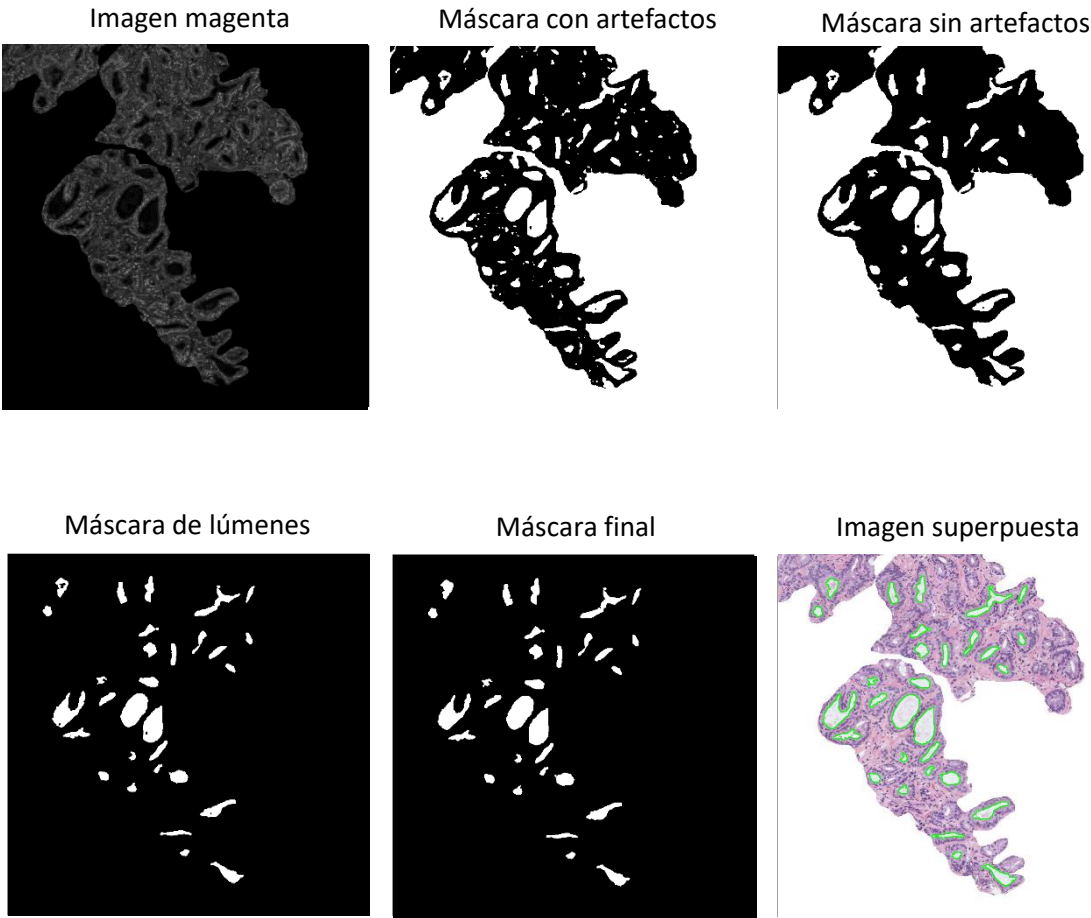 Imagen magenta
Máscara con artefactos
Máscara sin artefactos
Máscara de lúmenes
Máscara final
Imagen superpuesta